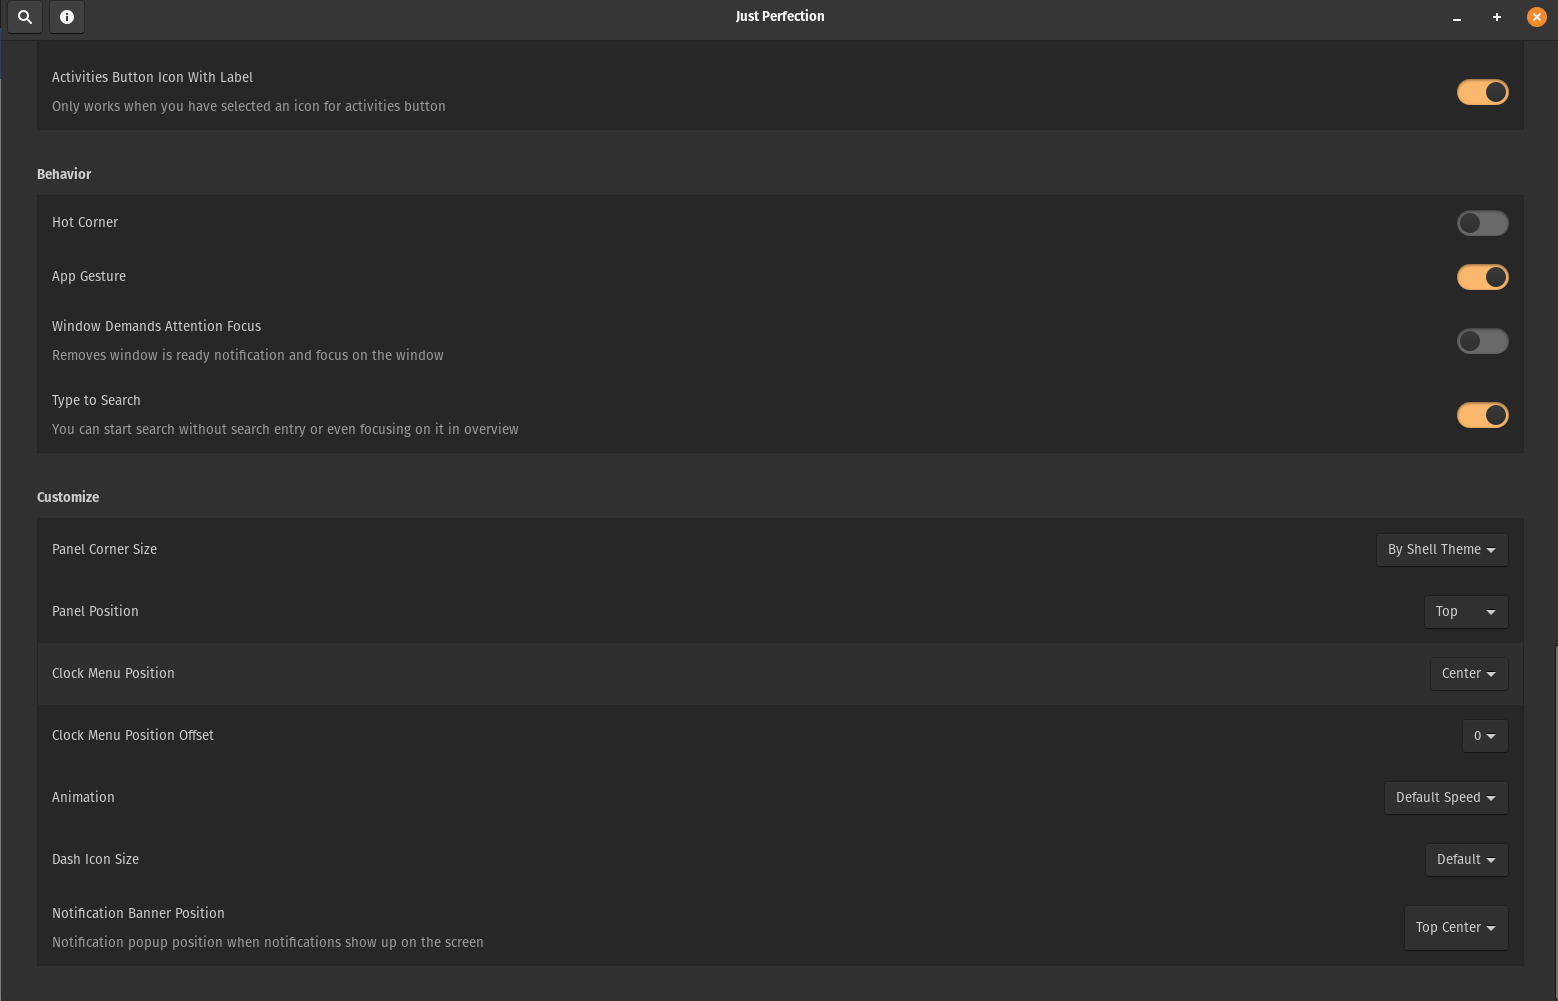 Just Perfection
Activities Button Icon With Label
Only works when you have selected an icon for activities button
Behavior
Hot Corner
App Gesture
Window Demands Attention Focus
Removes window is ready notification and focus on the window
Type to Search
You can start search without search entry or even focusing on it in overview
Customize
Panel Corner Size
By Shell Theme
Panel Position
Top
Clock Menu Position
Center
Clock Menu Position Offset
0
Animation
Default Speed
Dash Icon Size
Default
Notification Banner Position
Notification popup position when notifications show up on the screen
Top Center